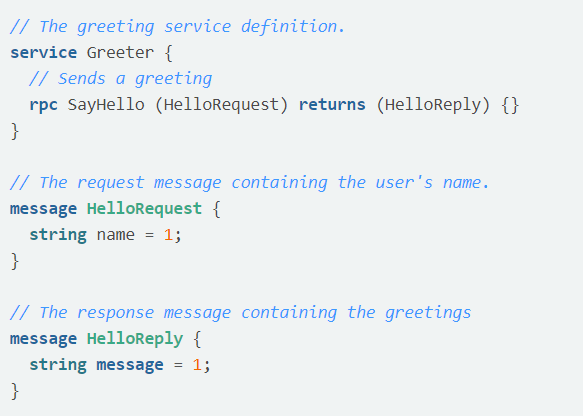 // The greeting service definition.
service Greeter {
  // Sends a greeting
  rpc SayHello (HelloRequest) returns (HelloReply) {}
}

// The request message containing the user's name.
message HelloRequest {
  string name = 1;
}

// The response message containing the greetings
message HelloReply {
  string message = 1;
}